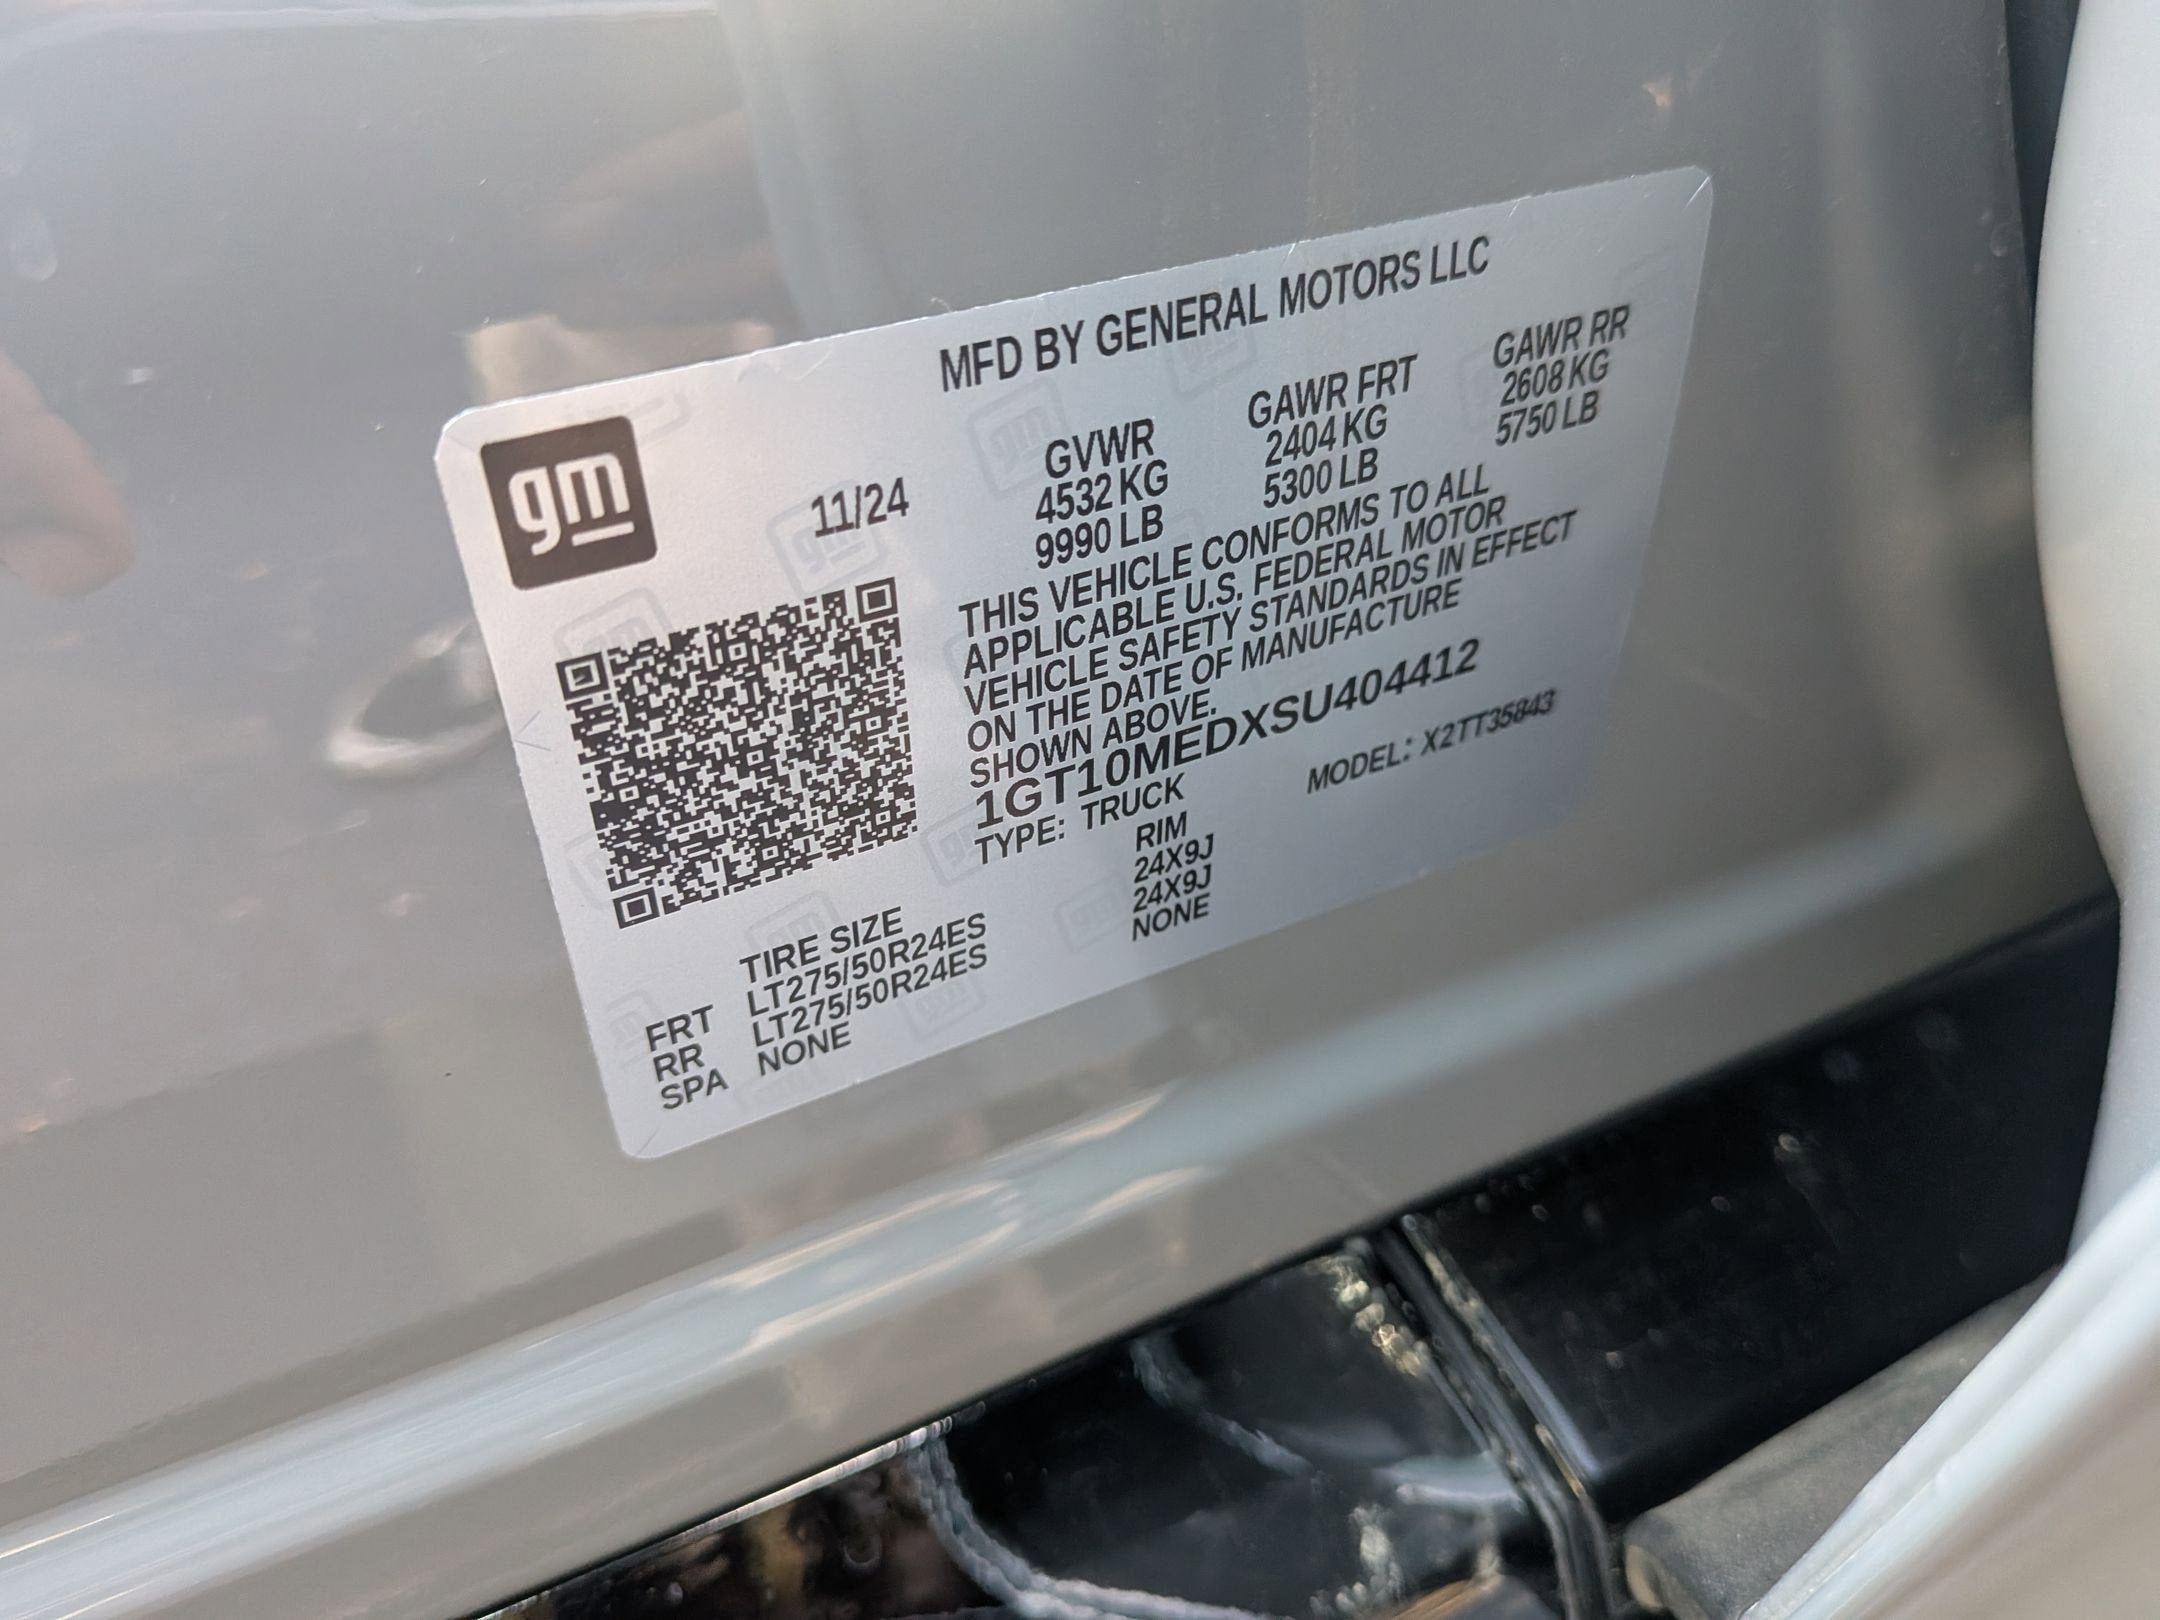 MFD BY GENERAL MOTORS LLC
gm
11/24
GVWR GAWR FRT GAWR RR
4532 KG 2404 KG 2608 KG
9990 LB 5300 LB 5750 LB
THIS VEHICLE CONFORMS TO ALL
APPLICABLE U.S. FEDERAL MOTOR
VEHICLE SAFETY STANDARDS IN EFFECT
ON THE DATE OF MANUFACTURE
SHOWN ABOVE.
1GT10MEDXSU404412
TYPE: TRUCK MODEL: X2TT35843
TIRE SIZE RIM
FRT LT275/50R24ES 24X9J
RR LT275/50R24ES 24X9J
SPA NONE NONE